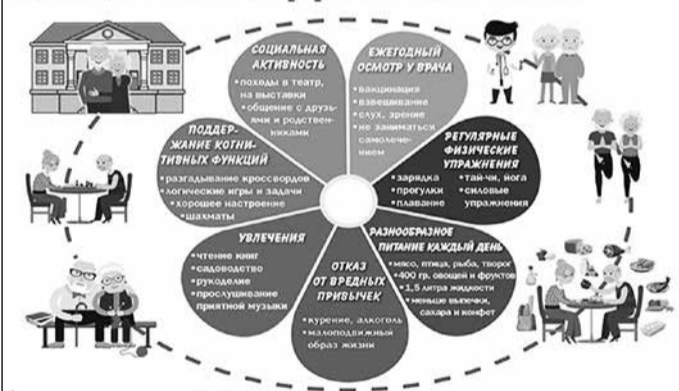 СОЦИАЛЬНАЯ
АКТИВНОСТЬ
•походы в театр,
на выставки
•общение с друзь-
ями и родствен-
никами
ЕЖЕГОДНЫЙ
ОСМОТР У ВРАЧА
•вакцинация
•взвешивание
•слух, зрение
•не заниматься
самолече-
нием
РЕГУЛЯРНЫЕ
ФИЗИЧЕСКИЕ
УПРАЖНЕНИЯ
•зарядка
•прогулки
•плавание
•тай-чи, йога
•силовые
упражнения
РАЗНООБРАЗНОЕ
ПИТАНИЕ КАЖДЫЙ ДЕНЬ
•мясо, птица, рыба, творог
•400 гр. овощей и фруктов
•1,5 литра жидкости
•меньше выпечки,
сахара и конфет
ОТКАЗ
ОТ ВРЕДНЫХ
ПРИВЫЧЕК
•курение, алкоголь
•малоподвижный
образ жизни
УВЛЕЧЕНИЯ
•чтение книг
•садоводство
•рукоделие
•прослушивание
приятной музыки
ПОДДЕР-
ЖАНИЕ КОГНИ-
ТИВНЫХ ФУНКЦИЙ
•разгадывание кроссвордов
•логические игры и задачи
•хорошее настроение
•шахматы